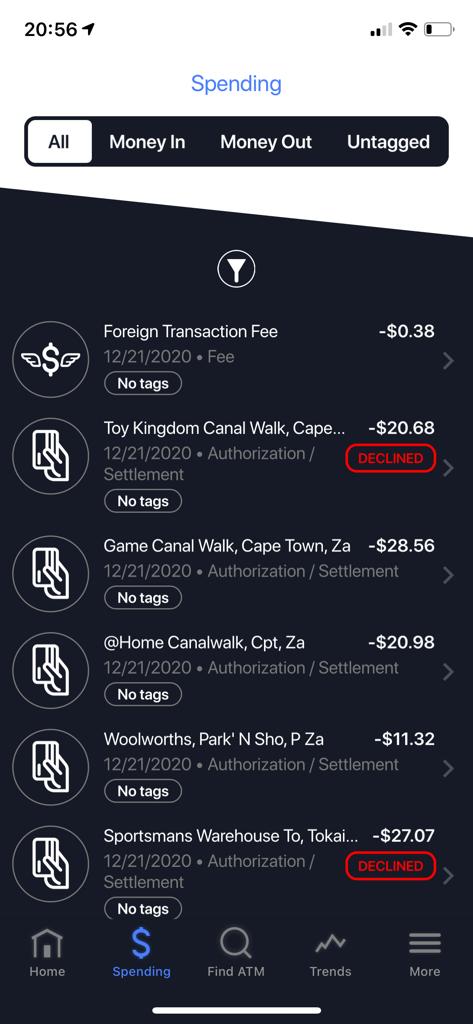 20:56
Spending
All Money In Money Out Untagged
Foreign Transaction Fee -$0.38
12/21/2020 • Fee
No tags
Toy Kingdom Canal Walk, Cape... -$20.68
12/21/2020 • Authorization / DECLINED
Settlement
No tags
Game Canal Walk, Cape Town, Za -$28.56
12/21/2020 • Authorization / Settlement
No tags
@Home Canalwalk, Cpt, Za -$20.98
12/21/2020 • Authorization / Settlement
No tags
Woolworths, Park' N Sho, P Za -$11.32
12/21/2020 • Authorization / Settlement
No tags
Sportsmans Warehouse To, Tokai... -$27.07
12/21/2020 • Authorization / DECLINED
Settlement
No tags
Home Spending Find ATM Trends More